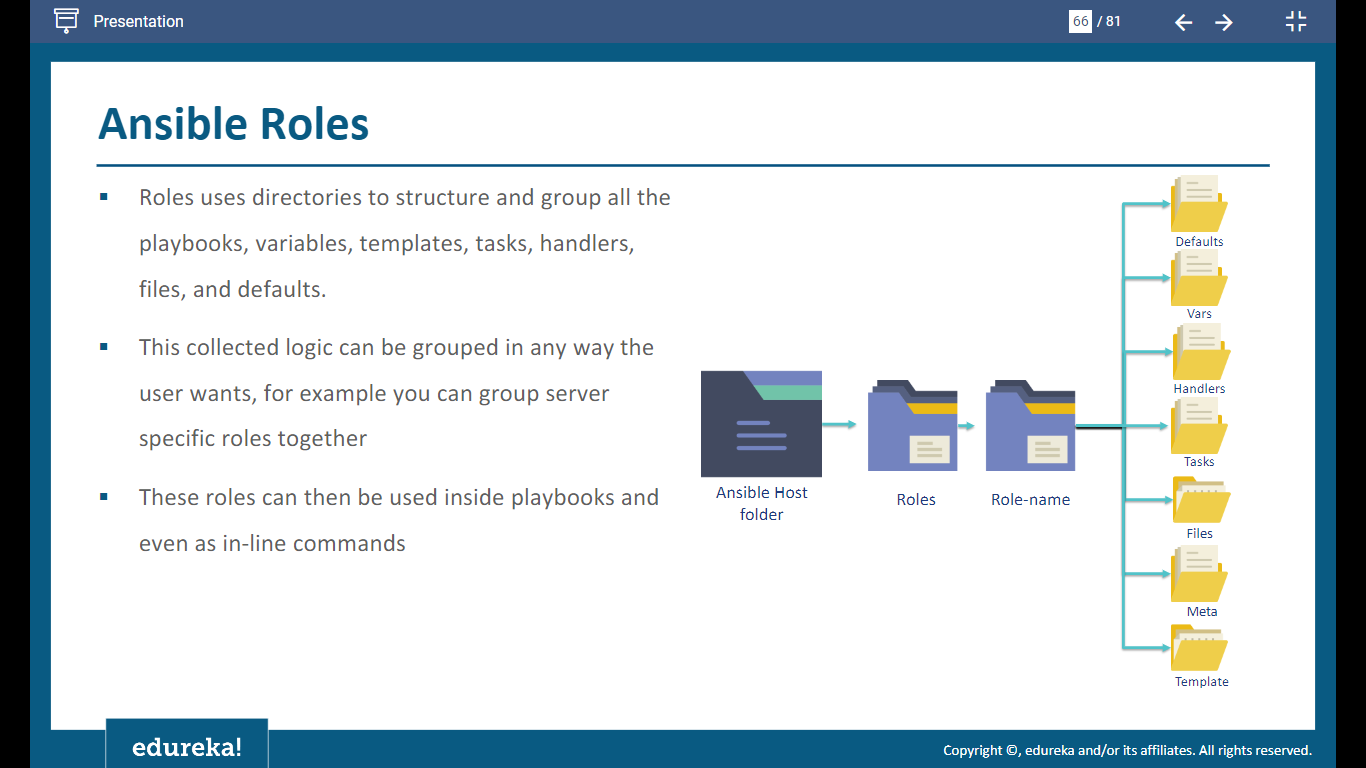 Presentation
66 / 81
Ansible Roles
Roles uses directories to structure and group all the
playbooks, variables, templates, tasks, handlers,
files, and defaults.
This collected logic can be grouped in any way the
user wants, for example you can group server
specific roles together
These roles can then be used inside playbooks and
even as in-line commands
Ansible Host
folder
Roles
Role-name
Defaults
Vars
Handlers
Tasks
Files
Meta
Template
edureka!
Copyright ©, edureka and/or its affiliates. All rights reserved.